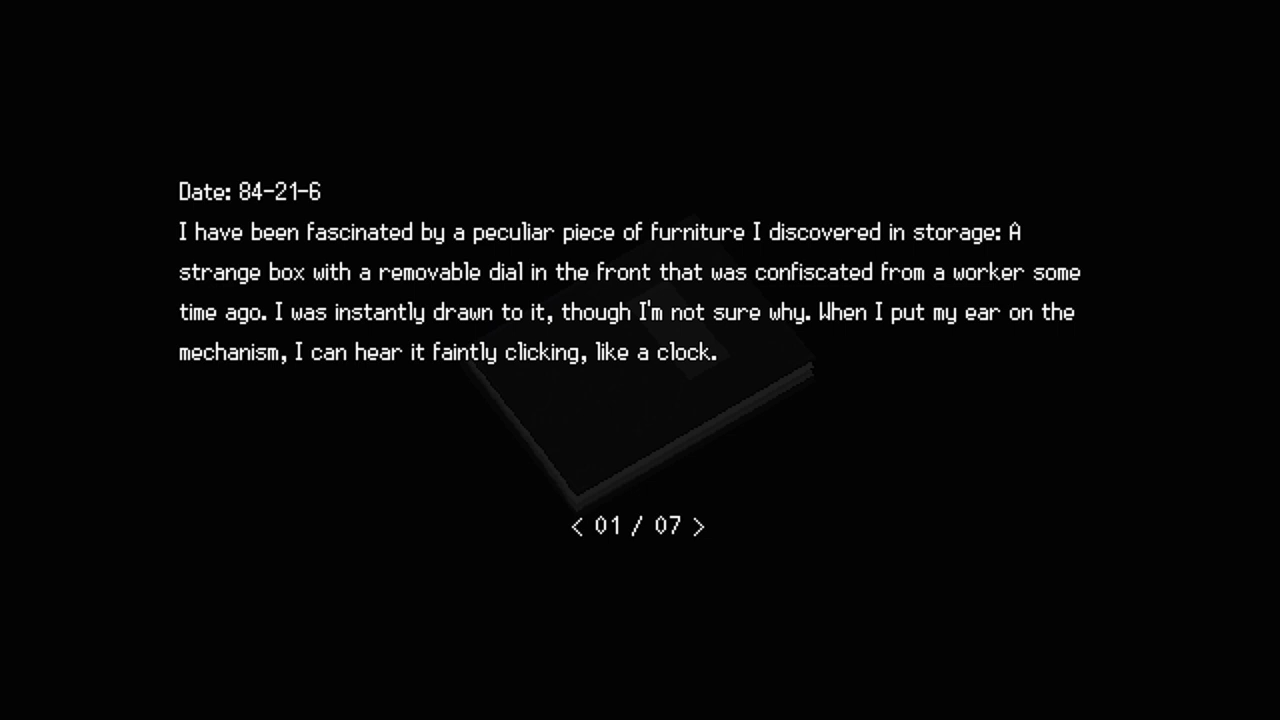 Date: 84-21-6
I have been fascinated by a peculiar piece of furniture I discovered in storage: A
strange box with a removable dial in the front that was confiscated from a worker some
time ago. I was instantly drawn to it, though I'm not sure why. When I put my ear on the
mechanism, I can hear it faintly clicking, like a clock.
< 01 / 07 >